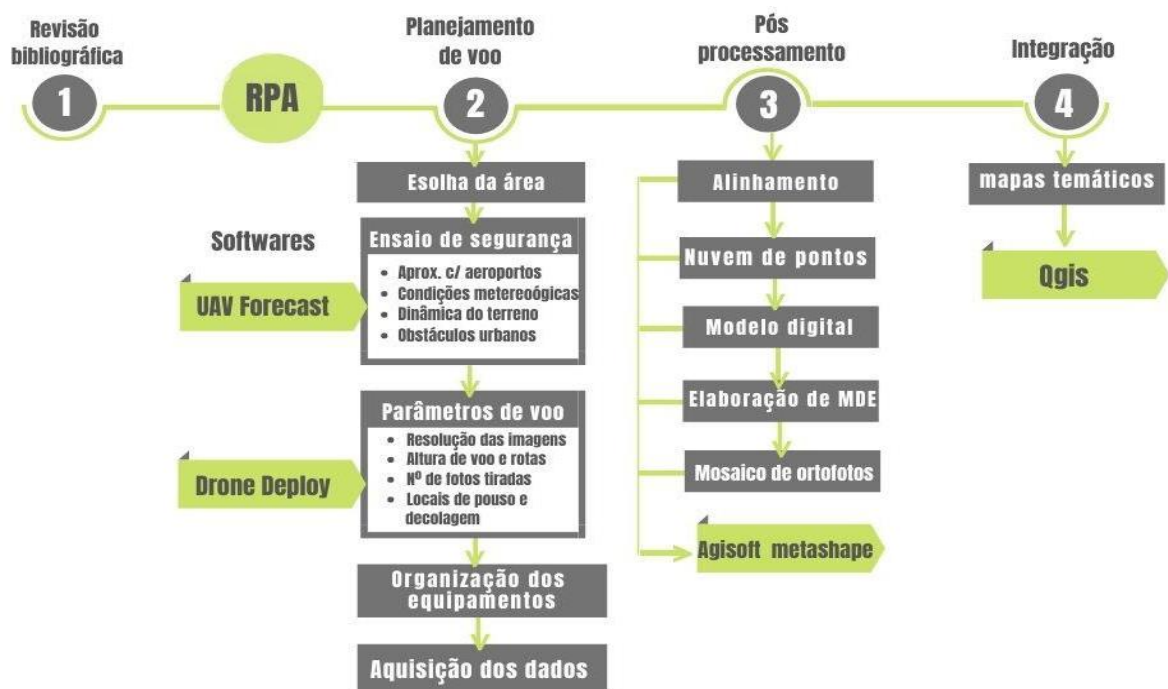 Revisão
bibliográfica
1
RPA
Planejamento
de voo
2
Pós
processamento
3
Integração
4
Esolha da área
Softwares
Ensaio de segurança
• Aprox. c/ aeroportos
• Condições metereoógicas
• Dinâmica do terreno
• Obstáculos urbanos
UAV Forecast
Parâmetros de voo
• Resolução das imagens
• Altura de voo e rotas
• Nº de fotos tiradas
• Locais de pouso e
decolagem
Drone Deploy
Organização dos
equipamentos
Aquisição dos dados
Alinhamento
Nuvem de pontos
Modelo digital
Elaboração de MDE
Mosaico de ortofotos
Agisoft metashape
mapas temáticos
Qgis